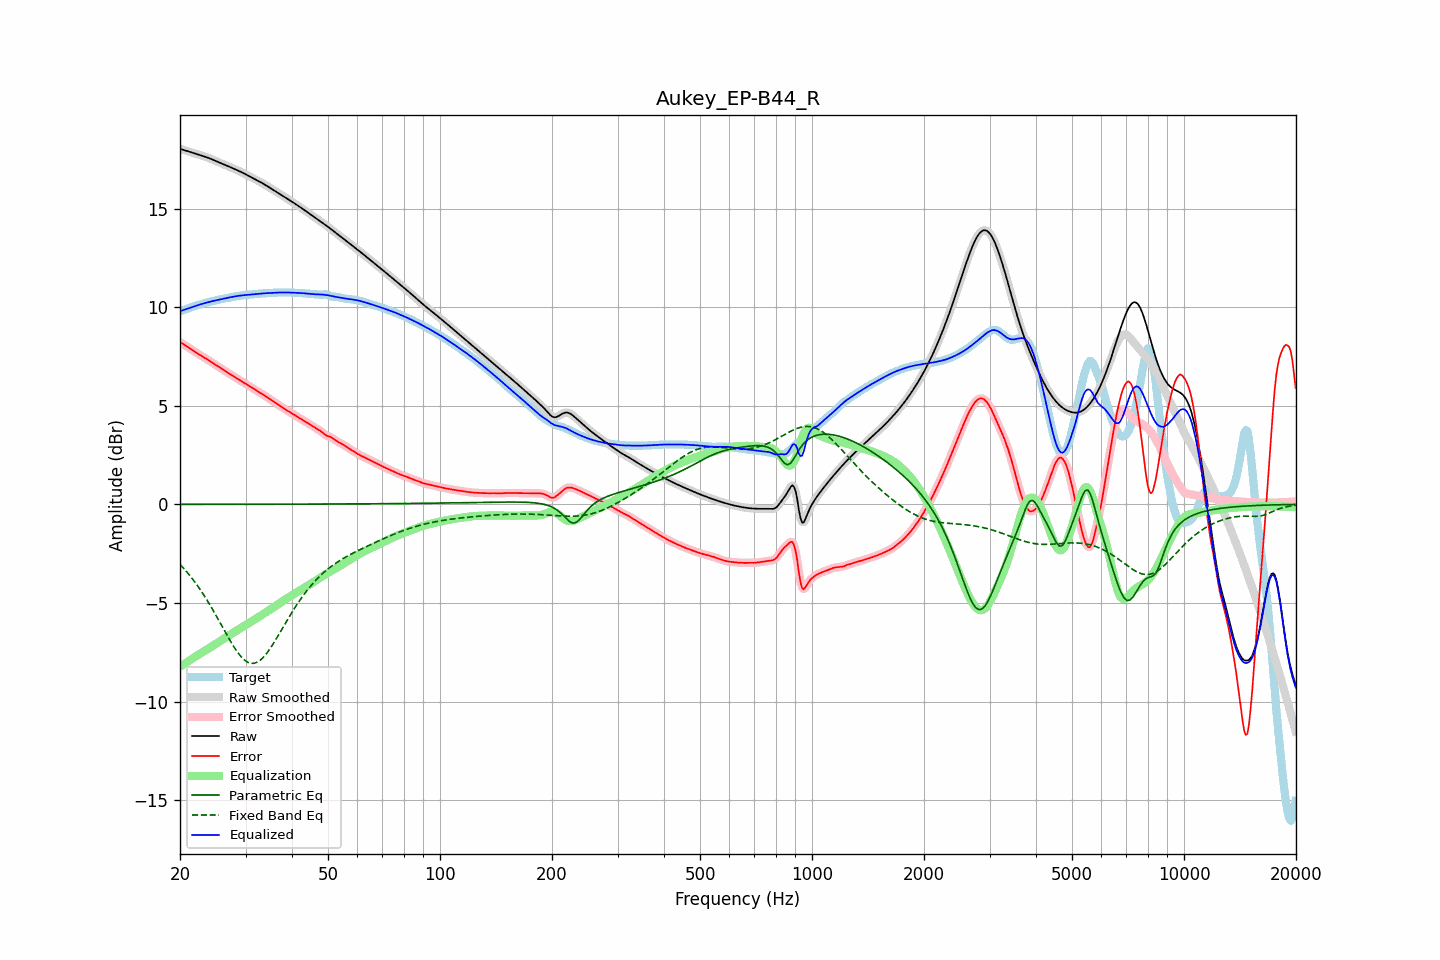 Aukey_EP-B44_R
Amplitude (dBr)
15
10
5
0
−5
−10
−15
Target
Raw Smoothed
Error Smoothed
Raw
Error
Equalization
Parametric Eq
Fixed Band Eq
Equalized
20 50 100 200 500 1000 2000 5000 10000 20000
Frequency (Hz)